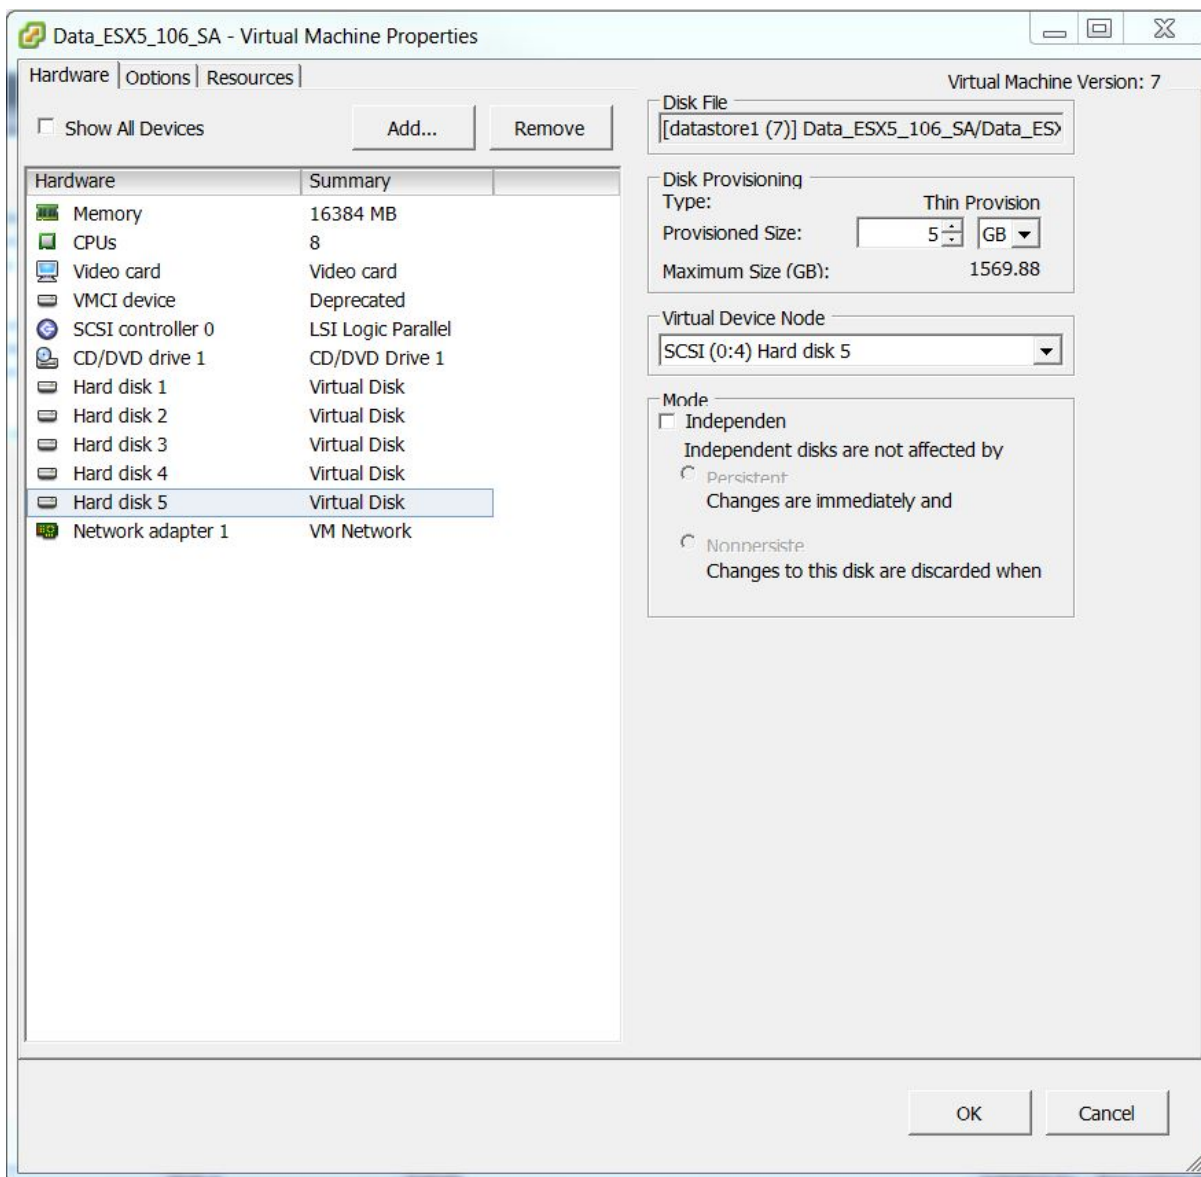 Data_ESX5_106_SA - Virtual Machine Properties
Hardware Options Resources
Virtual Machine Version: 7
Show All Devices
Add...
Remove
Hardware Summary
Memory 16384 MB
CPUs 8
Video card Video card
VMCI device Deprecated
SCSI controller 0 LSI Logic Parallel
CD/DVD drive 1 CD/DVD Drive 1
Hard disk 1 Virtual Disk
Hard disk 2 Virtual Disk
Hard disk 3 Virtual Disk
Hard disk 4 Virtual Disk
Hard disk 5 Virtual Disk
Network adapter 1 VM Network
Disk File
[datastore1 (7)] Data_ESX5_106_SA/Data_ESX
Disk Provisioning
Type: Thin Provision
Provisioned Size: 5 GB
Maximum Size (GB): 1569.88
Virtual Device Node
SCSI (0:4) Hard disk 5
Mode
Independen
Independent disks are not affected by
Persistent
Changes are immediately and
Nonpersiste
Changes to this disk are discarded when
OK
Cancel